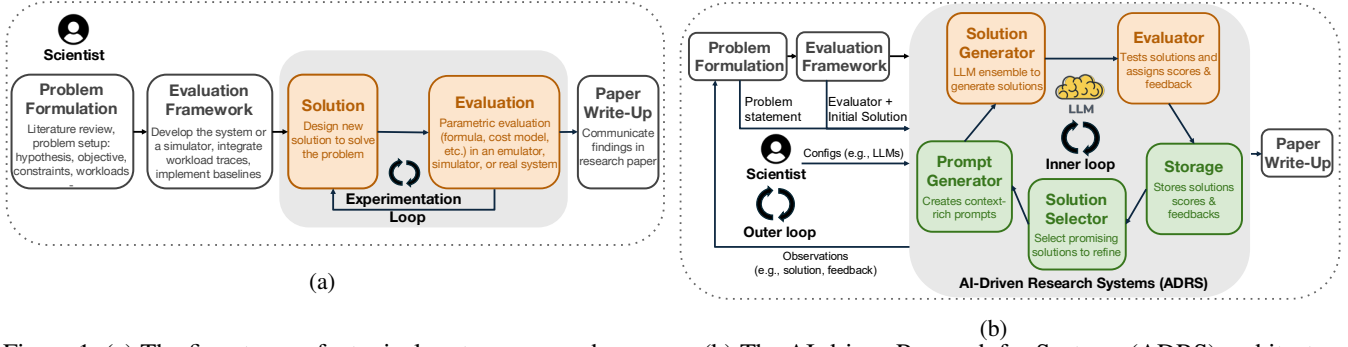 Scientist
Problem
Formulation
Literature review,
problem setup:
hypothesis, objective,
constraints, workloads
Evaluation
Framework
Develop the system or
a simulator, integrate
workload traces,
implement baselines
Solution
Design new
solution to solve
the problem
Evaluation
Parametric evaluation
(formula, cost model,
etc.) in an emulator,
simulator, or real system
Experimentation
Loop
Paper
Write-Up
Communicate
findings in
research paper
(a)
Problem
Formulation
Evaluation
Framework
Problem
statement
Evaluator +
Initial Solution
Scientist
Configs (e.g., LLMs)
Outer loop
Observations
(e.g., solution, feedback)
Solution
Generator
LLM ensemble to
generate solutions
Evaluator
Tests solutions and
assigns scores &
feedback
LLM
Inner loop
Prompt
Generator
Creates context-
rich prompts
Solution
Selector
Select promising
solutions to refine
Storage
Stores solutions
scores &
feedbacks
AI-Driven Research Systems (ADRS)
Paper
Write-Up
(b)